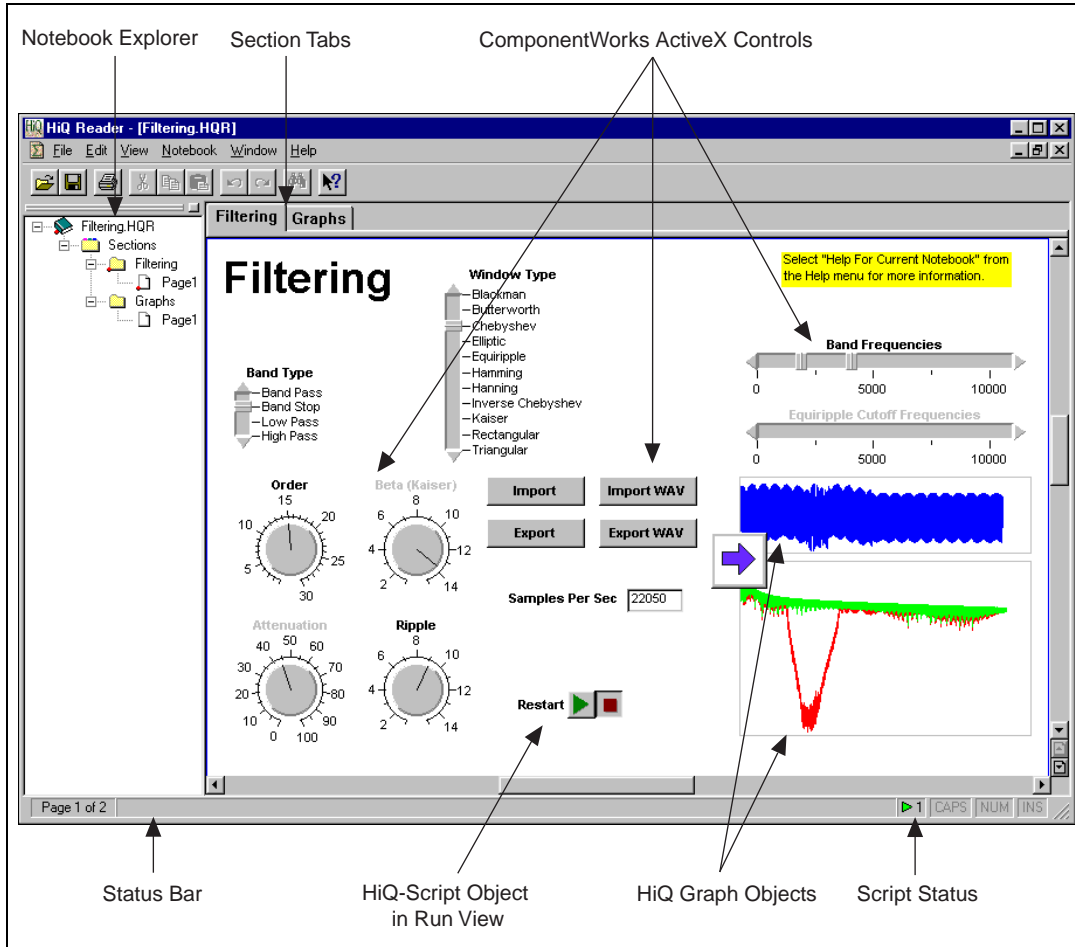 Notebook Explorer
Section Tabs
ComponentWorks ActiveX Controls
HiQ Reader - [Filtering.HQR]
File Edit View Notebook Window Help
Filtering.HQR
Sections
Filtering
Page1
Graphs
Page1
Filtering Graphs
Filtering
Select "Help For Current Notebook" from
the Help menu for more information.
Window Type
Blackman
Butterworth
Chebyshev
Elliptic
Equiripple
Hamming
Hanning
Inverse Chebyshev
Kaiser
Rectangular
Triangular
Band Type
Band Pass
Band Stop
Low Pass
High Pass
Band Frequencies
0 5000 10000
Equiripple Cutoff Frequencies
0 5000 10000
Order
5 10 15 20 25 30
Beta (Kaiser)
2 4 6 8 10 12 14
Import
Import WAV
Export
Export WAV
Samples Per Sec 22050
Attenuation
0 10 20 30 40 50 60 70 80 90 100
Ripple
2 4 6 8 10 12 14
Restart
Page 1 of 2
1 CAPS NUM INS
Status Bar
HiQ-Script Object
in Run View
HiQ Graph Objects
Script Status